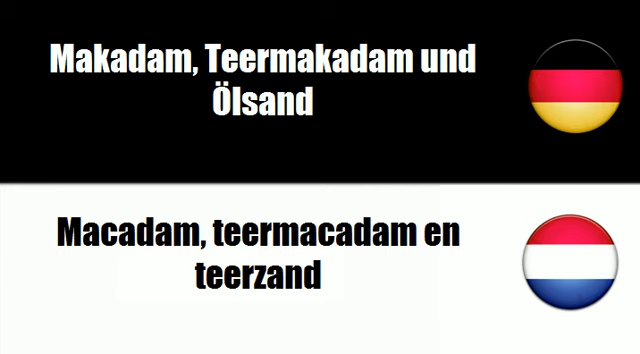 Makadam, Teermakadam und
Ölsand
Macadam, teermacadam en
teerzand